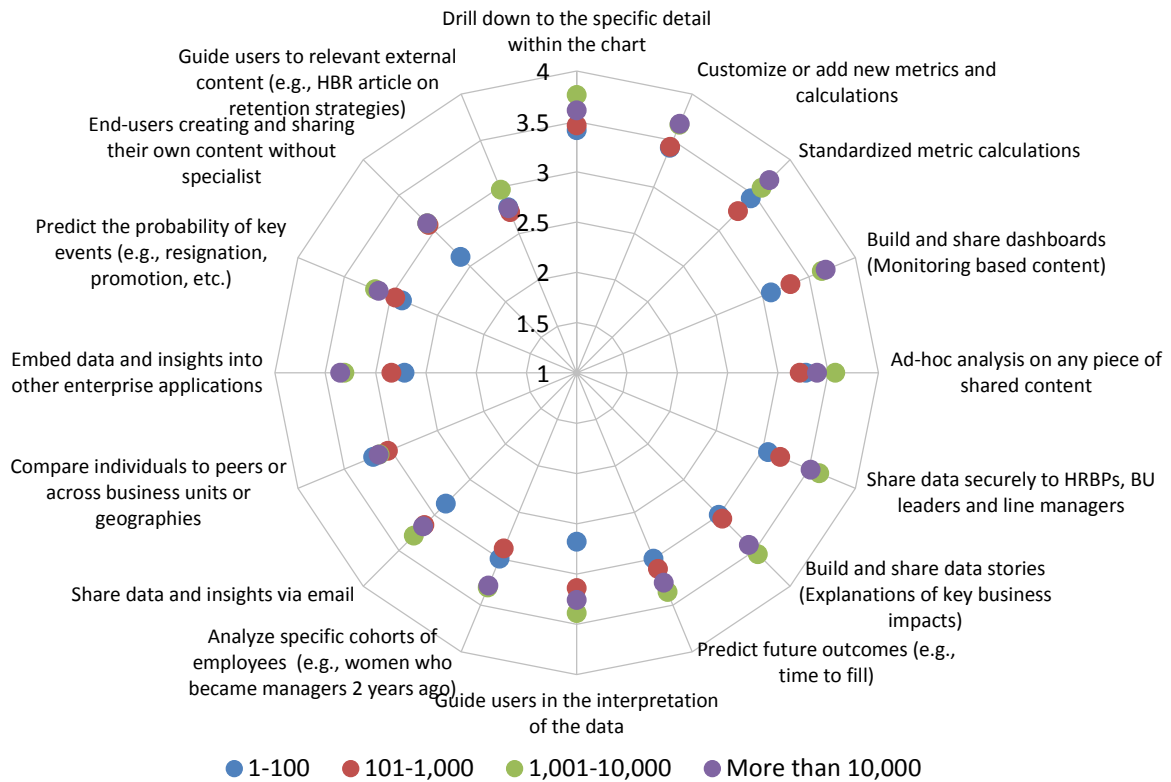 Drill down to the specific detail
within the chart
Customize or add new metrics and
calculations
Standardized metric calculations
Build and share dashboards
(Monitoring based content)
Ad-hoc analysis on any piece of
shared content
Share data securely to HRBPs, BU
leaders and line managers
Build and share data stories
(Explanations of key business
impacts)
Predict future outcomes (e.g.,
time to fill)
Guide users in the interpretation
of the data
Analyze specific cohorts of
employees  (e.g., women who
became managers 2 years ago)
Share data and insights via email
Compare individuals to peers or
across business units or
geographies
Embed data and insights into
other enterprise applications
Predict the probability of key
events (e.g., resignation,
promotion, etc.)
End-users creating and sharing
their own content without
specialist
Guide users to relevant external
content (e.g., HBR article on
retention strategies)
4
3.5
3
2.5
2
1.5
1
1-100
101-1,000
1,001-10,000
More than 10,000